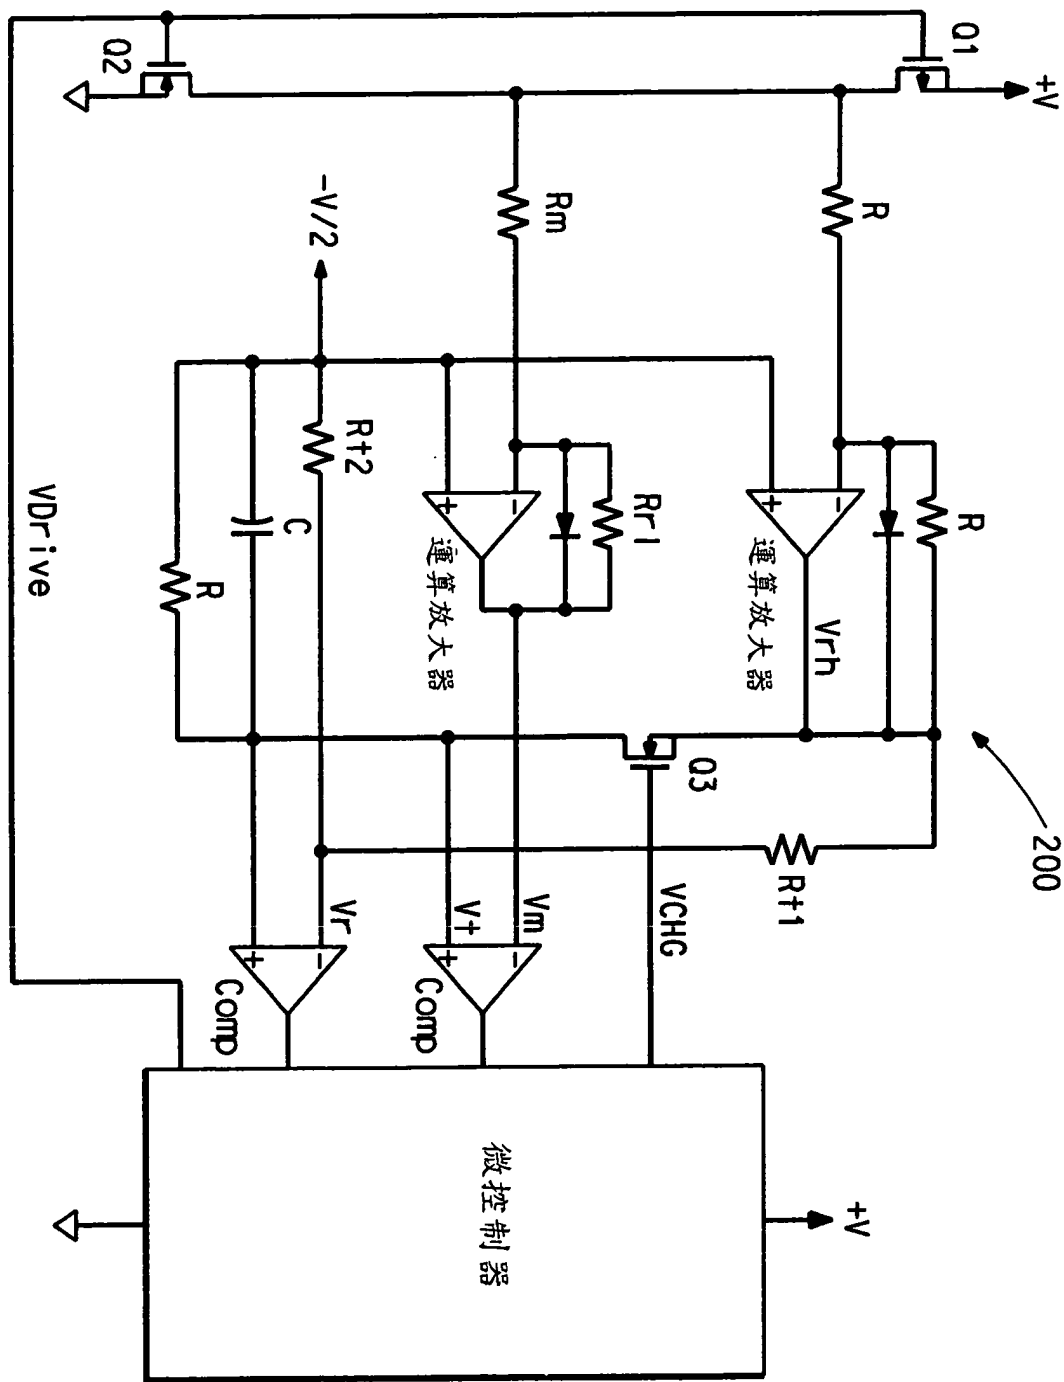 Q1
+V
Q2
R
Rm
-V/2
R
Rr1
Rt2
C
R
VDrive
運算放大器
運算放大器
Vrh
Q3
200
Rt1
VCHG
Vm
Vt
Vr
Comp
Comp
微控制器
+V
+
-
+
-
-
+
-
+